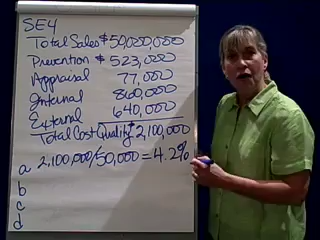 SE4
Total Sales $50,000,000
Prevention $ 523,000
Appraisal 77,000
Internal 860,000
External 640,000
Total Cost Quality $2,100,000
a 2,100,000/50,000=4.2%
b
c
d